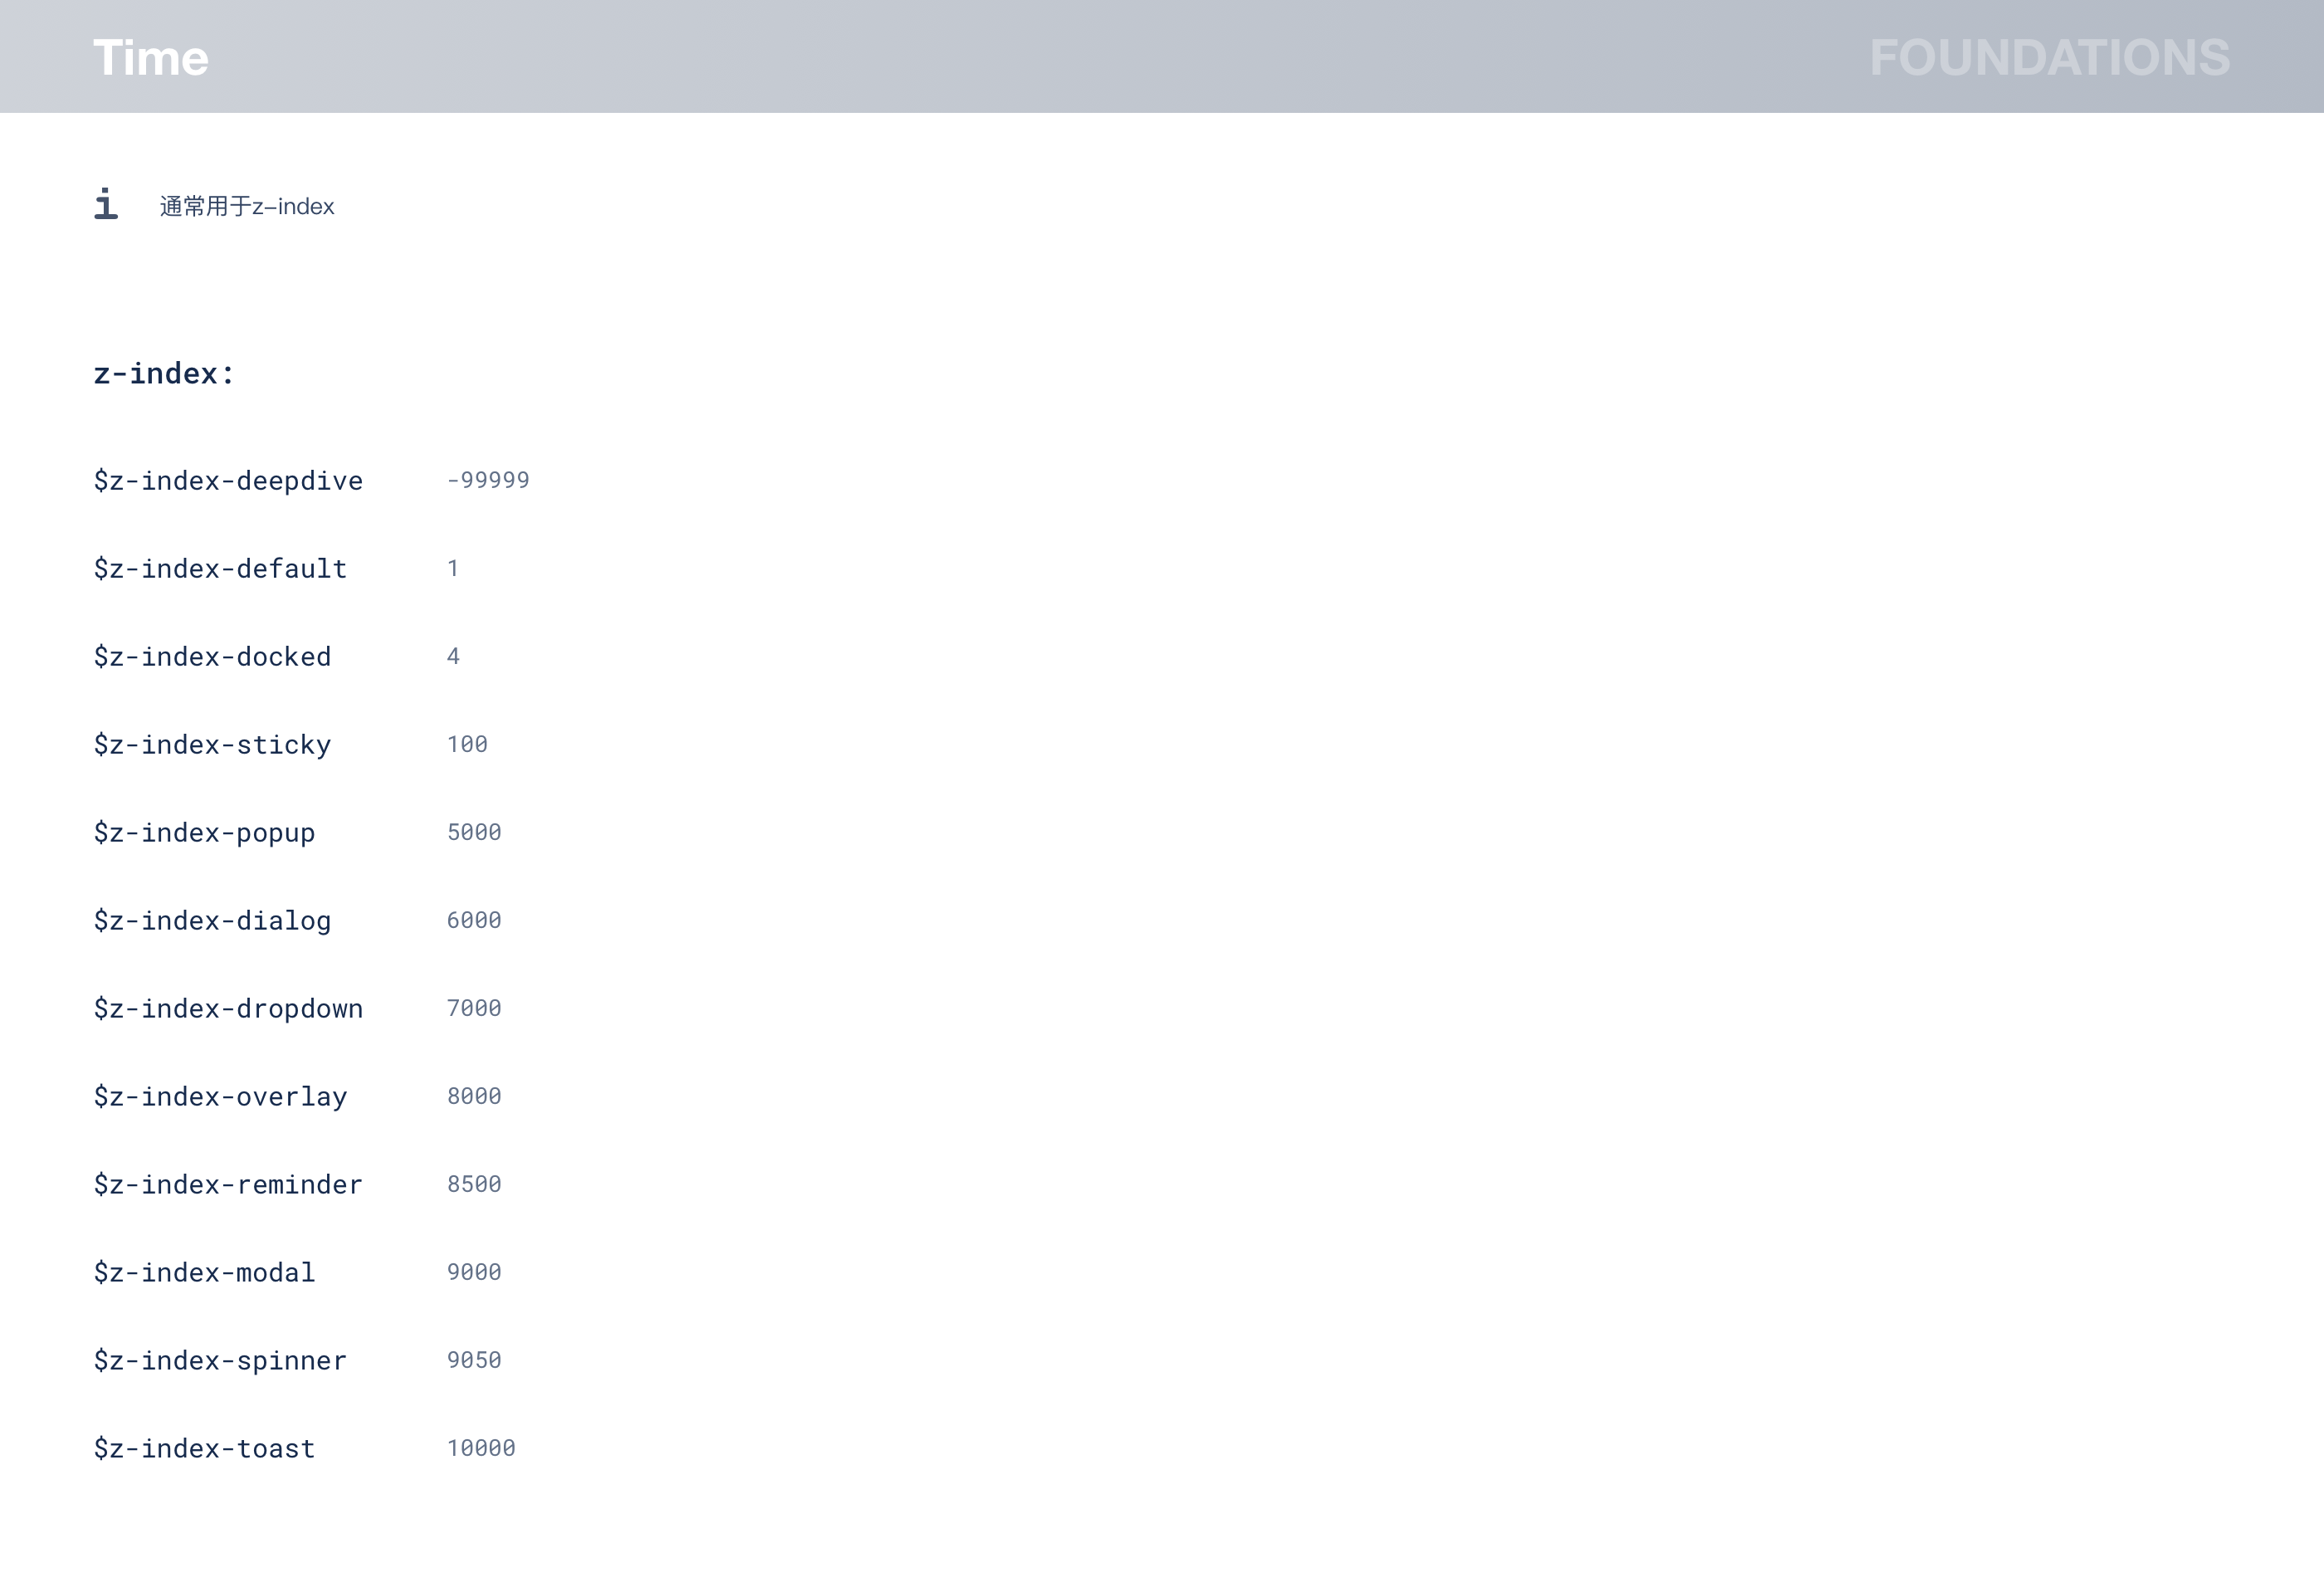 Time
FOUNDATIONS
i
通常用于z-index
z-index:
$z-index-deepdive -99999
$z-index-default 1
$z-index-docked 4
$z-index-sticky 100
$z-index-popup 5000
$z-index-dialog 6000
$z-index-dropdown 7000
$z-index-overlay 8000
$z-index-reminder 8500
$z-index-modal 9000
$z-index-spinner 9050
$z-index-toast 10000